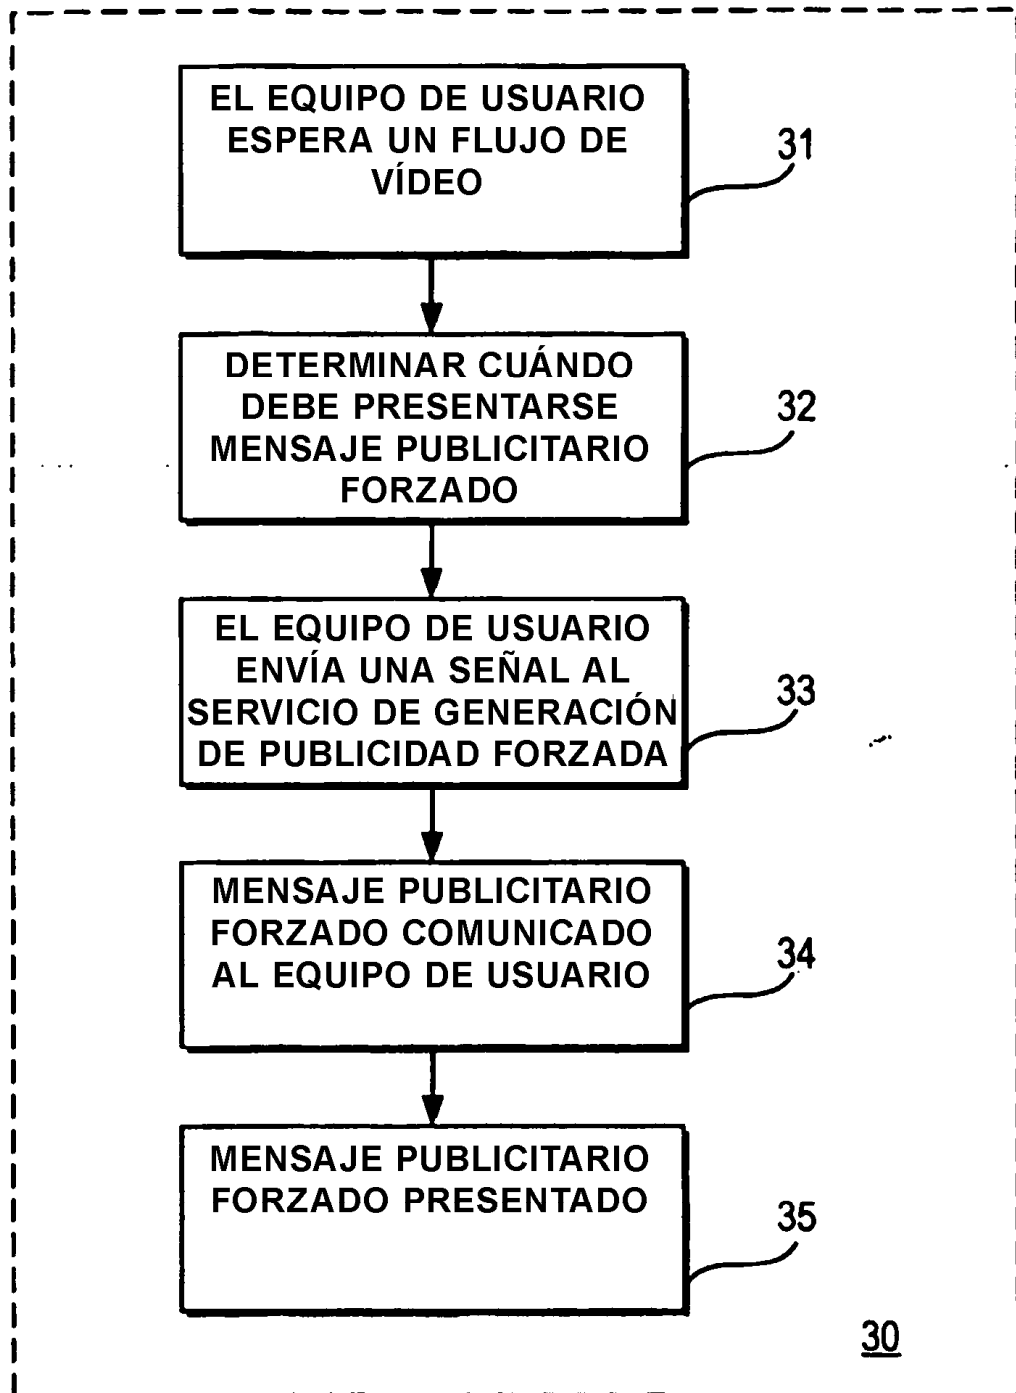 EL EQUIPO DE USUARIO
ESPERA UN FLUJO DE
VÍDEO
31
DETERMINAR CUÁNDO
DEBE PRESENTARSE
MENSAJE PUBLICITARIO
FORZADO
32
EL EQUIPO DE USUARIO
ENVÍA UNA SEÑAL AL
SERVICIO DE GENERACIÓN
DE PUBLICIDAD FORZADA
33
MENSAJE PUBLICITARIO
FORZADO COMUNICADO
AL EQUIPO DE USUARIO
34
MENSAJE PUBLICITARIO
FORZADO PRESENTADO
35
30